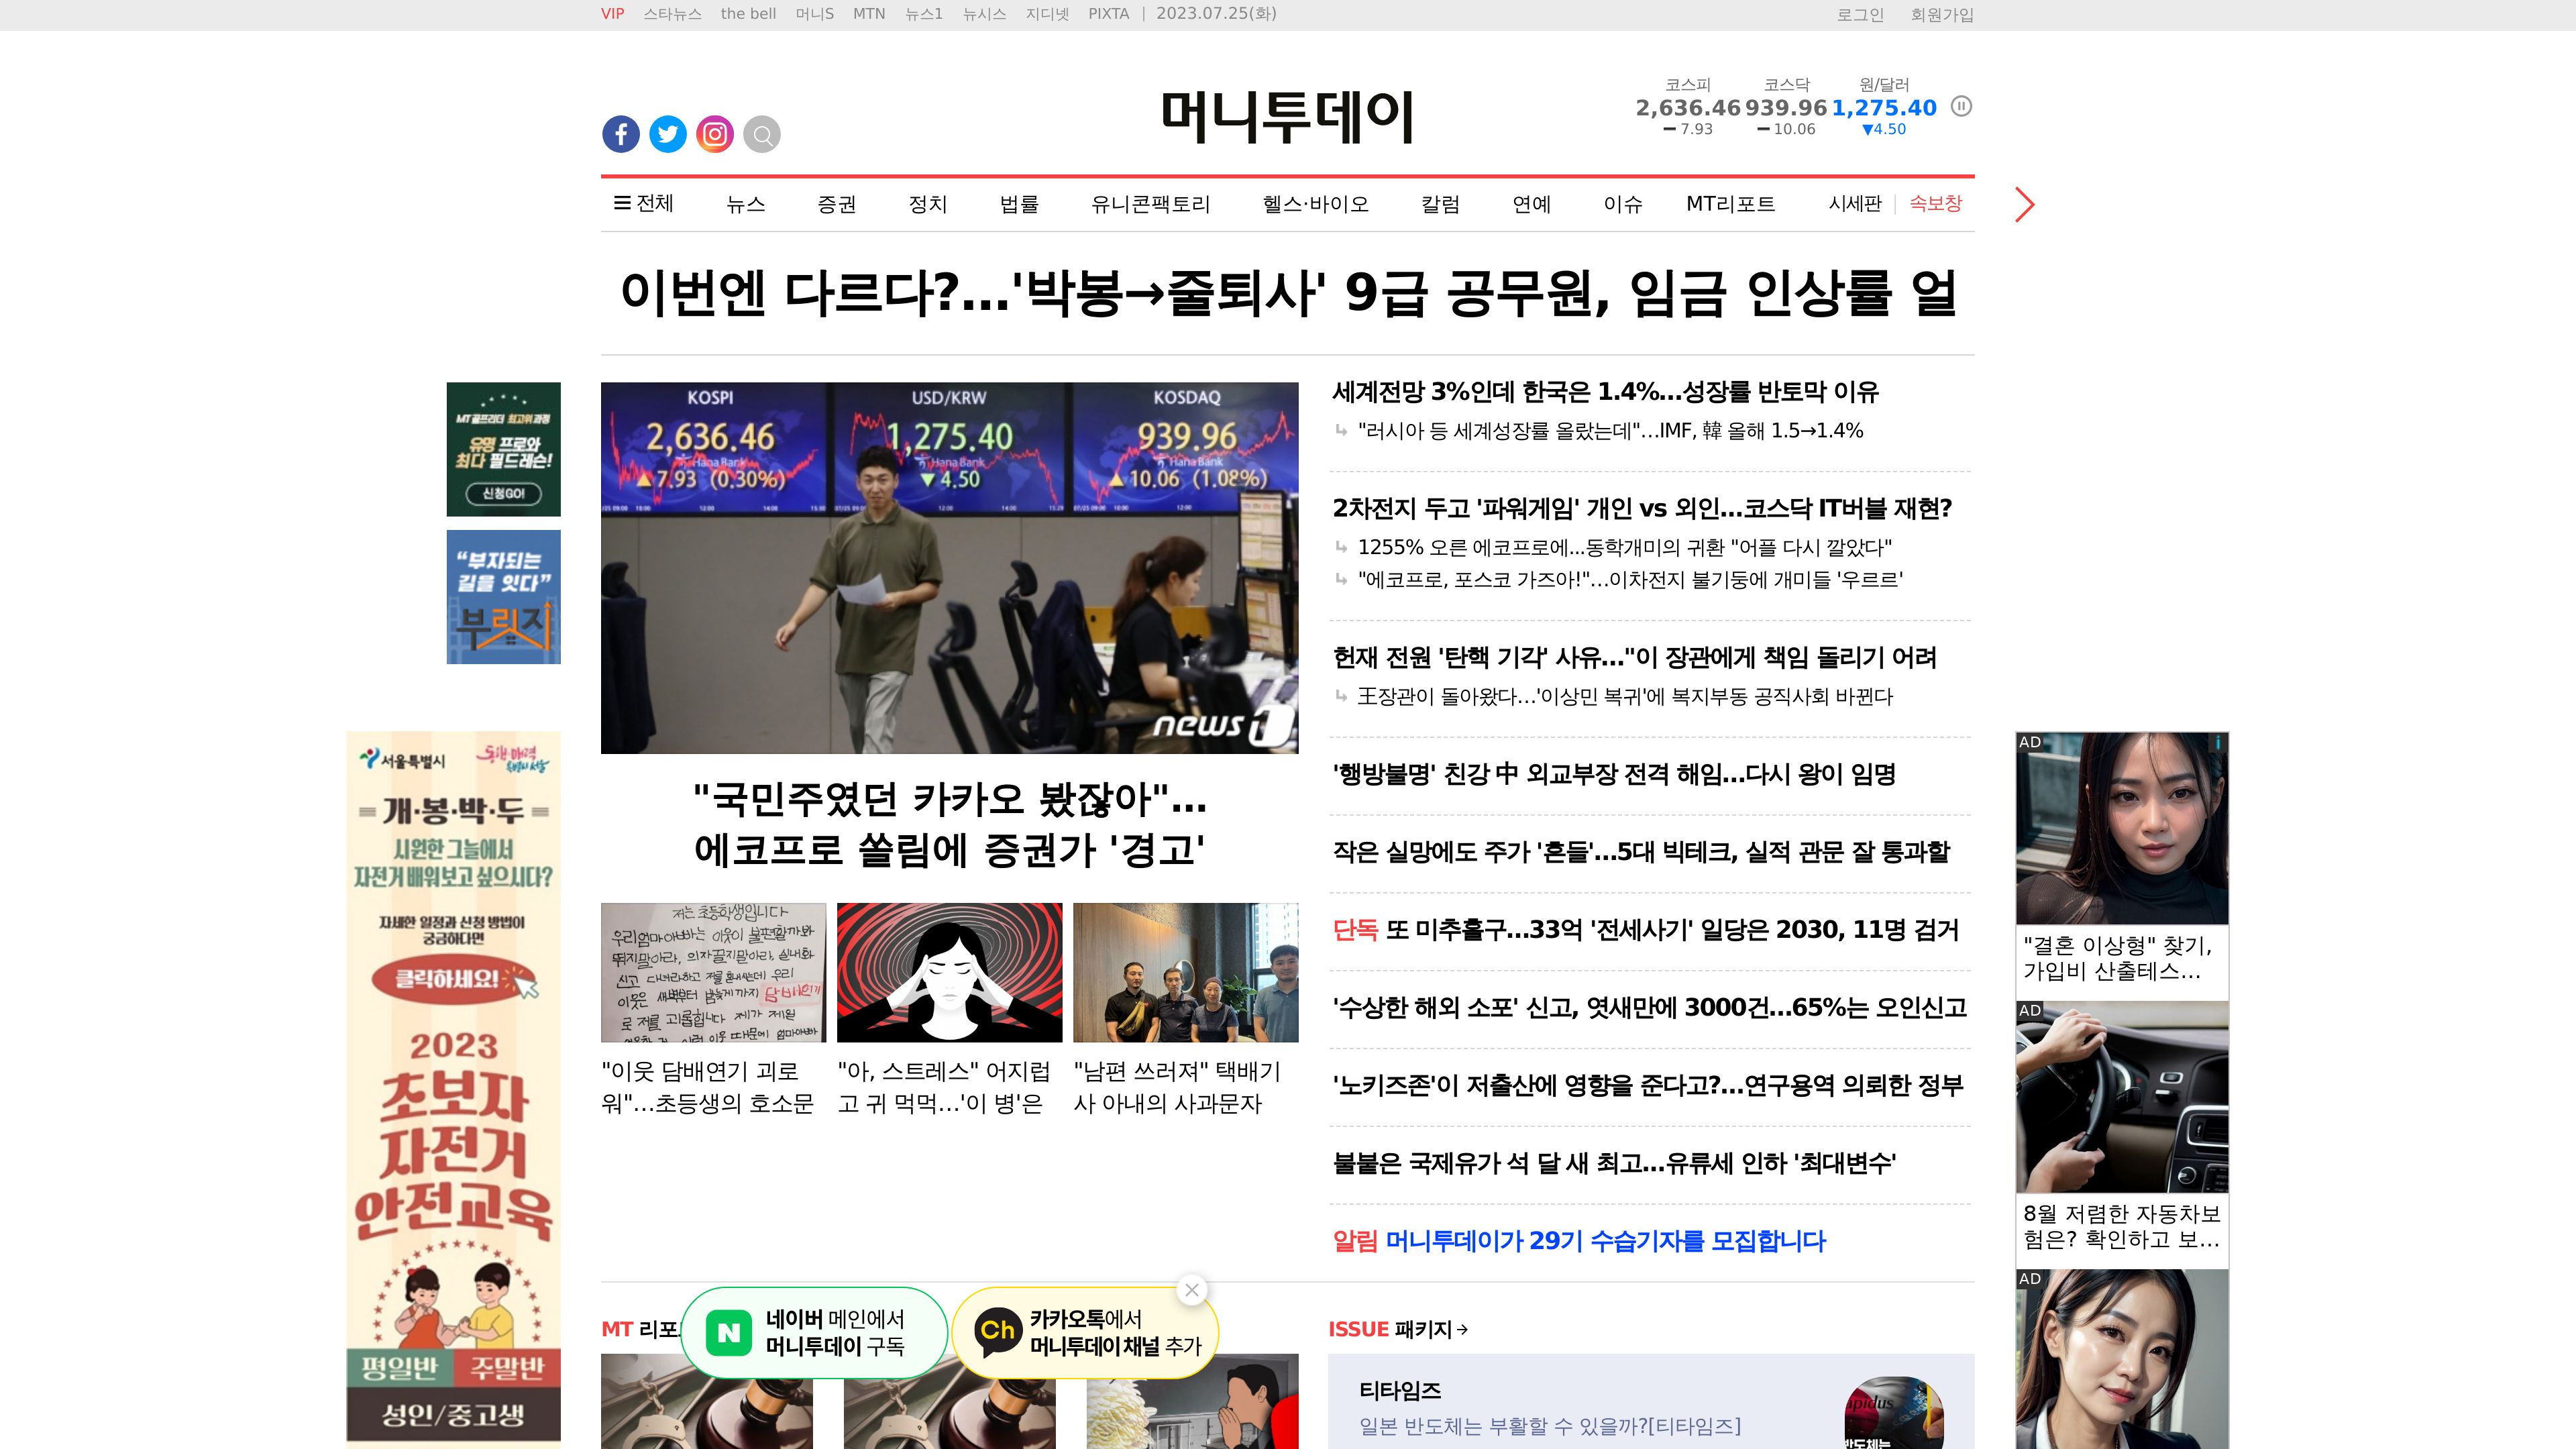 VIP 스타뉴스 the bell 머니S MTN 뉴스1 뉴시스 지디넷 PIXTA | 2023.07.25(화) 로그인 회원가입
머니투데이
코스피 코스닥 원/달러
2,636.46 939.96 1,275.40
7.93 10.06 ▼4.50
전체 뉴스 증권 정치 법률 유니콘팩토리 헬스·바이오 칼럼 연예 이슈 MT리포트 시세판 속보창
이번엔 다르다?…'박봉→줄퇴사' 9급 공무원, 임금 인상률 얼
MT골프리더 최고위과정
유명 프로와
최다 필드레슨!
신청GO!
“부자되는
길을 잇다”
부릿지
서울특별시
개·봉·박·두
시원한 그늘에서
자전거 배워보고 싶으시다?
자세한 일정과 신청 방법이
궁금하다면
클릭하세요!
2023
초보자
자전거
안전교육
평일반 주말반
성인/중고생
KOSPI USD/KRW KOSDAQ
2,636.46 1,275.40 939.96
Hana Bank Hana Bank Hana Bank
▲7.93 (0.30%) ▼4.50 ▲10.06 (1.08%)
news1
"국민주였던 카카오 봤잖아"…
에코프로 쏠림에 증권가 '경고'
저는 초등학생입니다
"이웃 담배연기 괴로
워"…초등생의 호소문
"아, 스트레스" 어지럽
고 귀 먹먹…'이 병'은
"남편 쓰러져" 택배기
사 아내의 사과문자
세계전망 3%인데 한국은 1.4%…성장률 반토막 이유
"러시아 등 세계성장률 올랐는데"…IMF, 韓 올해 1.5→1.4%
2차전지 두고 '파워게임' 개인 vs 외인…코스닥 IT버블 재현?
1255% 오른 에코프로에…동학개미의 귀환 "어플 다시 깔았다"
"에코프로, 포스코 가즈아!"…이차전지 불기둥에 개미들 '우르르'
헌재 전원 '탄핵 기각' 사유…"이 장관에게 책임 돌리기 어려
王장관이 돌아왔다…'이상민 복귀'에 복지부동 공직사회 바뀐다
'행방불명' 친강 中 외교부장 전격 해임…다시 왕이 임명
작은 실망에도 주가 '흔들'…5대 빅테크, 실적 관문 잘 통과할
단독 또 미추홀구…33억 '전세사기' 일당은 2030, 11명 검거
'수상한 해외 소포' 신고, 엿새만에 3000건…65%는 오인신고
'노키즈존'이 저출산에 영향을 준다고?…연구용역 의뢰한 정부
불붙은 국제유가 석 달 새 최고…유류세 인하 '최대변수'
알림 머니투데이가 29기 수습기자를 모집합니다
AD
"결혼 이상형" 찾기,
가입비 산출테스…
AD
8월 저렴한 자동차보
험은? 확인하고 보…
AD
MT 리포
네이버 메인에서
머니투데이 구독
Ch
카카오톡에서
머니투데이 채널 추가
ISSUE 패키지
티타임즈
일본 반도체는 부활할 수 있을까?[티타임즈]
apidus
반도체는